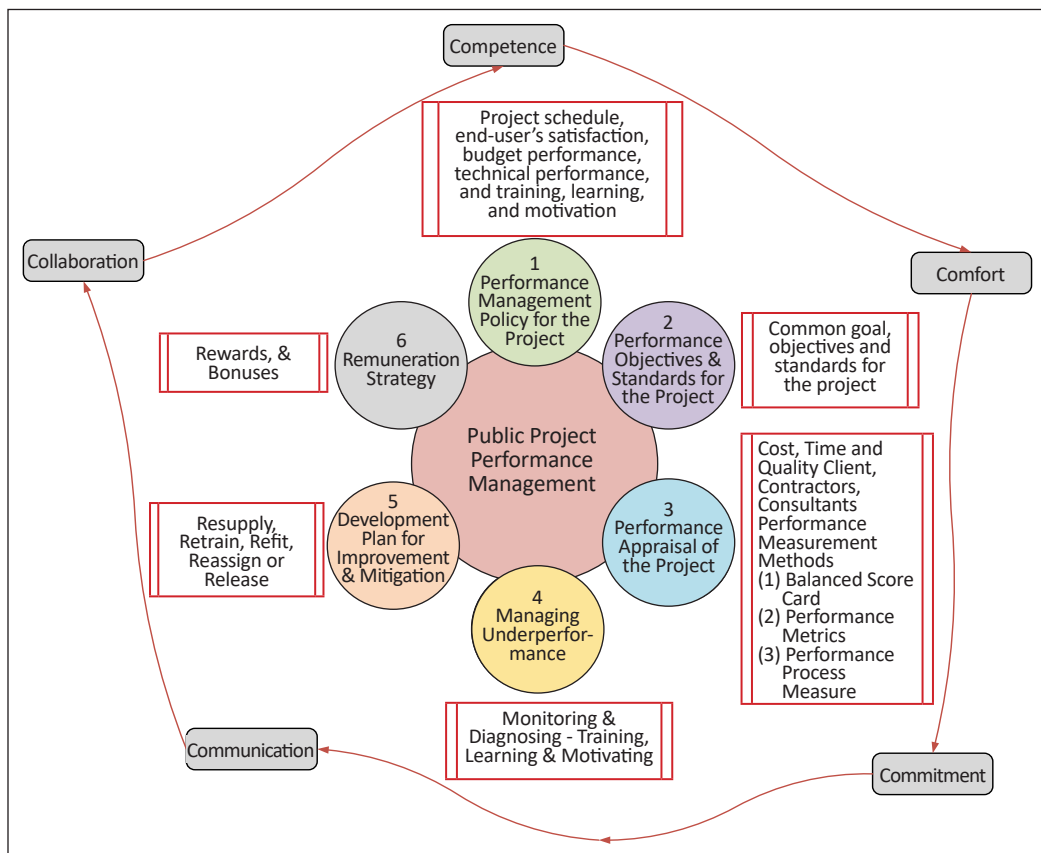 Competence
Project schedule,
end-user's satisfaction,
budget performance,
technical performance,
and training, learning,
and motivation
Collaboration
Comfort
1
Performance
Management
Policy for the
Project
2
Performance
Objectives &
Standards for
the Project
Common goal,
objectives and
standards for
the project
6
Remuneration
Strategy
Rewards, &
Bonuses
Public Project
Performance
Management
Cost, Time and
Quality Client,
Contractors,
Consultants
Performance
Measurement
Methods
(1) Balanced Score
Card
(2) Performance
Metrics
(3) Performance
Process
Measure
3
Performance
Appraisal of
the Project
5
Development
Plan for
Improvement
& Mitigation
Resupply,
Retrain, Refit,
Reassign or
Release
4
Managing
Underperfor-
mance
Monitoring &
Diagnosing - Training,
Learning & Motivating
Communication
Commitment